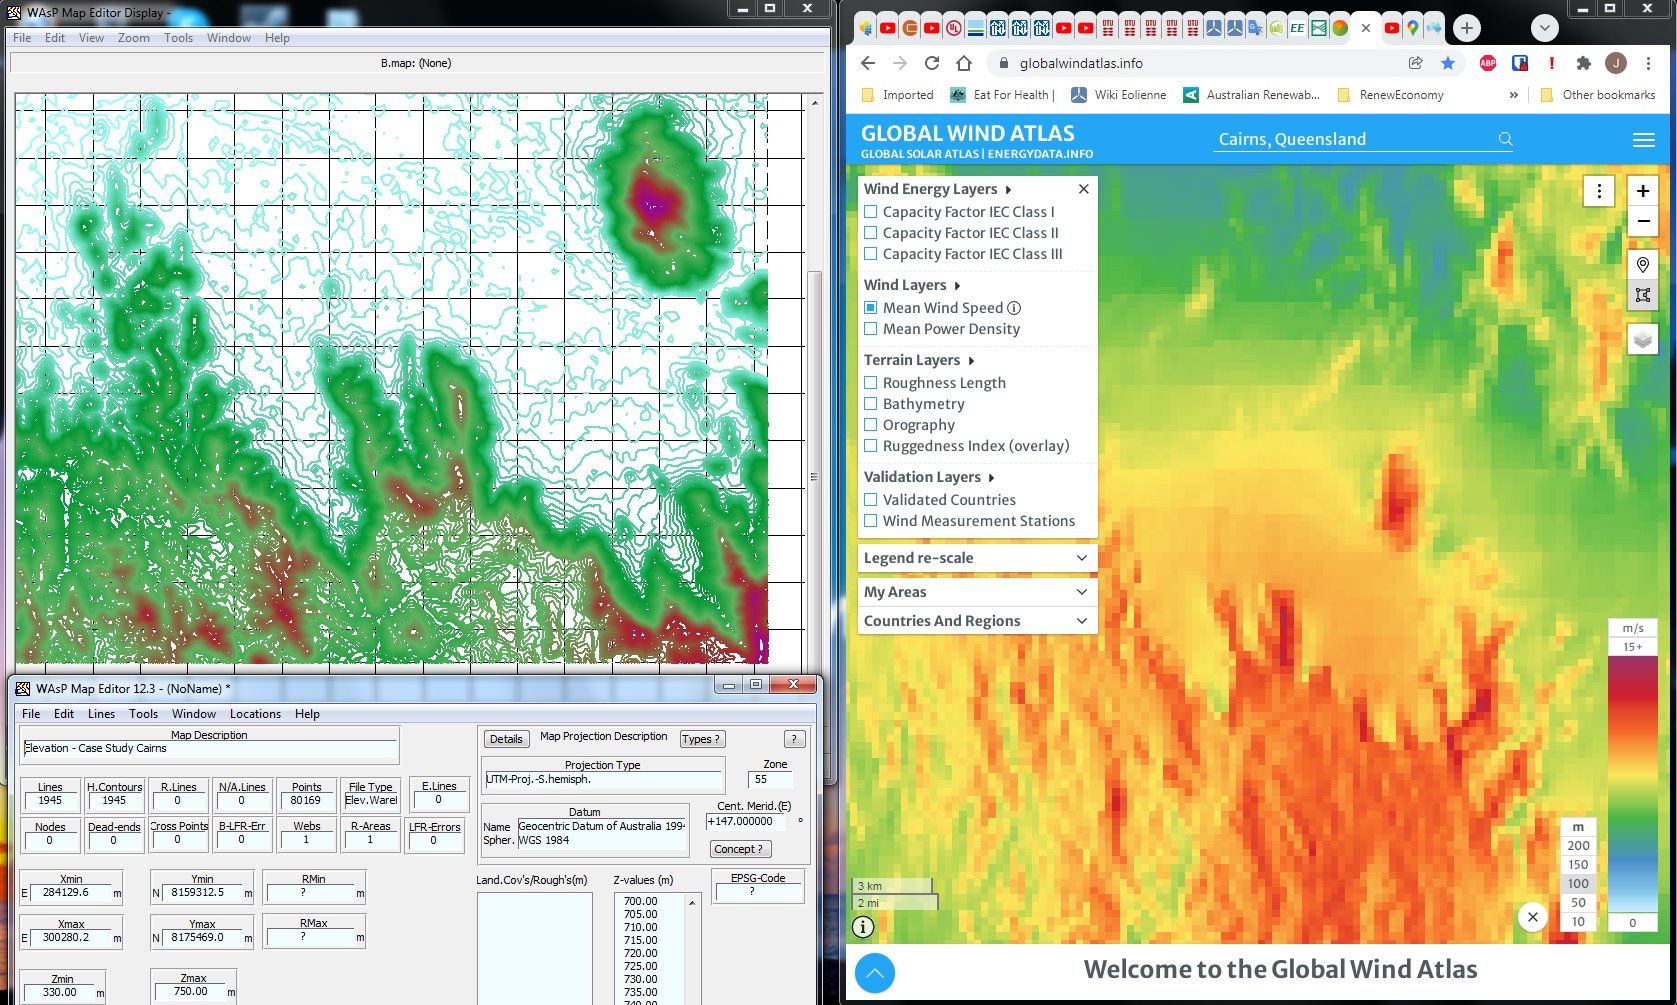 WAsP Map Editor Display -
File Edit View Zoom Tools Window Help
B.map: (None)
WAsP Map Editor 12.3 - (NoName) *
File Edit Lines Tools Window Locations Help
Map Description
Elevation - Case Study Cairns
Lines H.Contours R.Lines N/A.Lines Points File Type E.Lines
1945 1945 0 0 80169 Elev.Warel 0
Nodes Dead-ends Cross Points B-LFR-Err Webs R-Areas LFR-Errors
0 0 0 0 1 1 0
Xmin Ymin RMin
E 284129.6 m N 8159312.5 m ? m
Xmax Ymax RMax
E 300280.2 m N 8175469.0 m ? m
Zmin Zmax
330.00 m 750.00 m
Details Map Projection Description Types ? ?
Projection Type Zone
UTM-Proj.-S.hemisph. 55
Datum Cent. Merid.(E)
Name Geocentric Datum of Australia 199 +147.000000 °
Spher. WGS 1984
Concept ?
Land.Cov's/Rough's(m) Z-values (m) EPSG-Code
?
700.00
705.00
710.00
715.00
720.00
725.00
730.00
735.00
740.00
globalwindatlas.info
ABP
J
Imported Eat For Health | Wiki Eolienne Australian Renewab... RenewEconomy » Other bookmarks
GLOBAL WIND ATLAS
GLOBAL SOLAR ATLAS | ENERGYDATA.INFO
Cairns, Queensland
Wind Energy Layers
Capacity Factor IEC Class I
Capacity Factor IEC Class II
Capacity Factor IEC Class III
Wind Layers
Mean Wind Speed
Mean Power Density
Terrain Layers
Roughness Length
Bathymetry
Orography
Ruggedness Index (overlay)
Validation Layers
Validated Countries
Wind Measurement Stations
Legend re-scale
My Areas
Countries And Regions
m/s
15+
0
m
200
150
100
50
10
3 km
2 mi
Welcome to the Global Wind Atlas